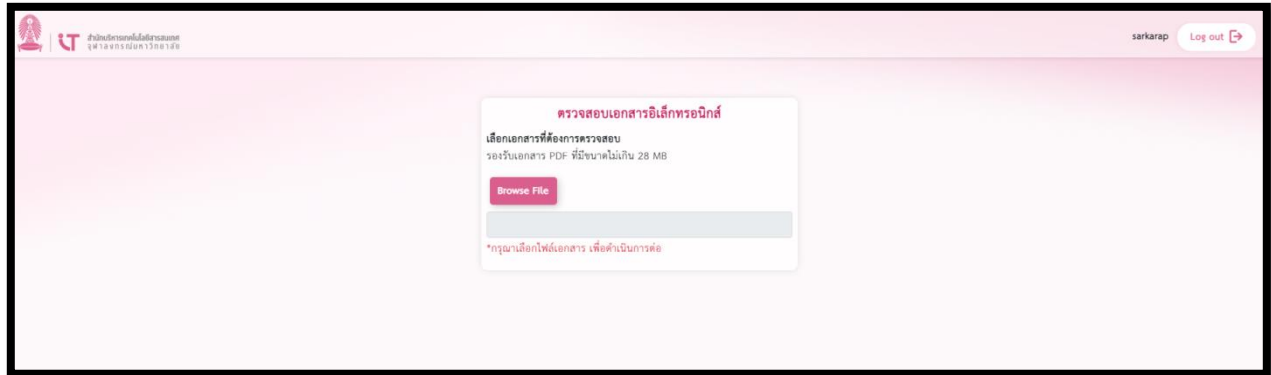 สำนักบริหารเทคโนโลยีสารสนเทศ
จุฬาลงกรณ์มหาวิทยาลัย
sarkarap
Log out
ตรวจสอบเอกสารอิเล็กทรอนิกส์
เลือกเอกสารที่ต้องการตรวจสอบ
รองรับเอกสาร PDF ที่มีขนาดไม่เกิน 28 MB
Browse File
*กรุณาเลือกไฟล์เอกสาร เพื่อดำเนินการต่อ